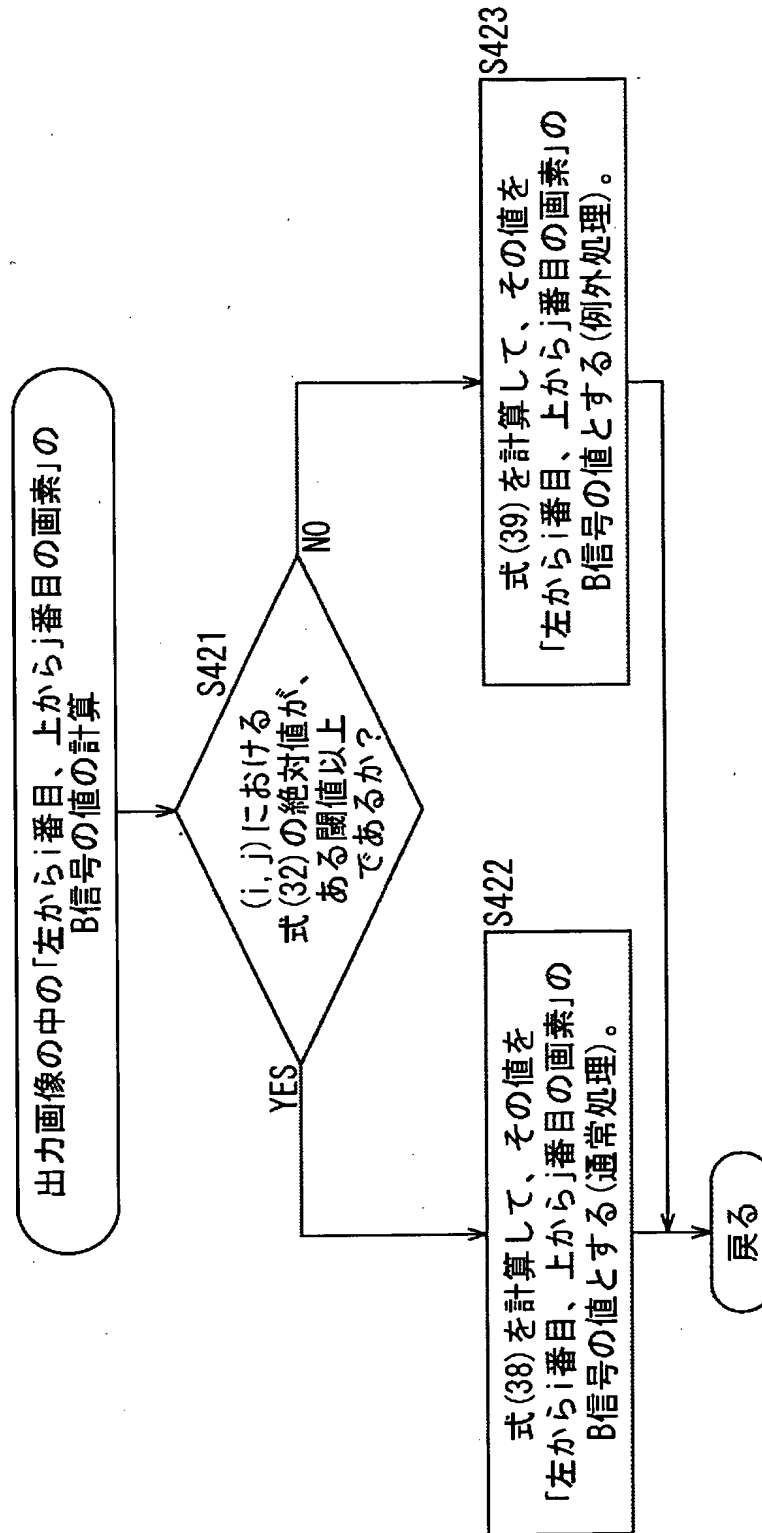 出力画像の中の「左からi番目、上からj番目の画素」の
B信号の値の計算
S421
(i, j)における
式(32)の絶対値が、
ある閾値以上
であるか?
YES
NO
S422
式(38)を計算して、その値を
「左からi番目、上からj番目の画素」の
B信号の値とする(通常処理)。
S423
式(39)を計算して、その値を
「左からi番目、上からj番目の画素」の
B信号の値とする(例外処理)。
戻る